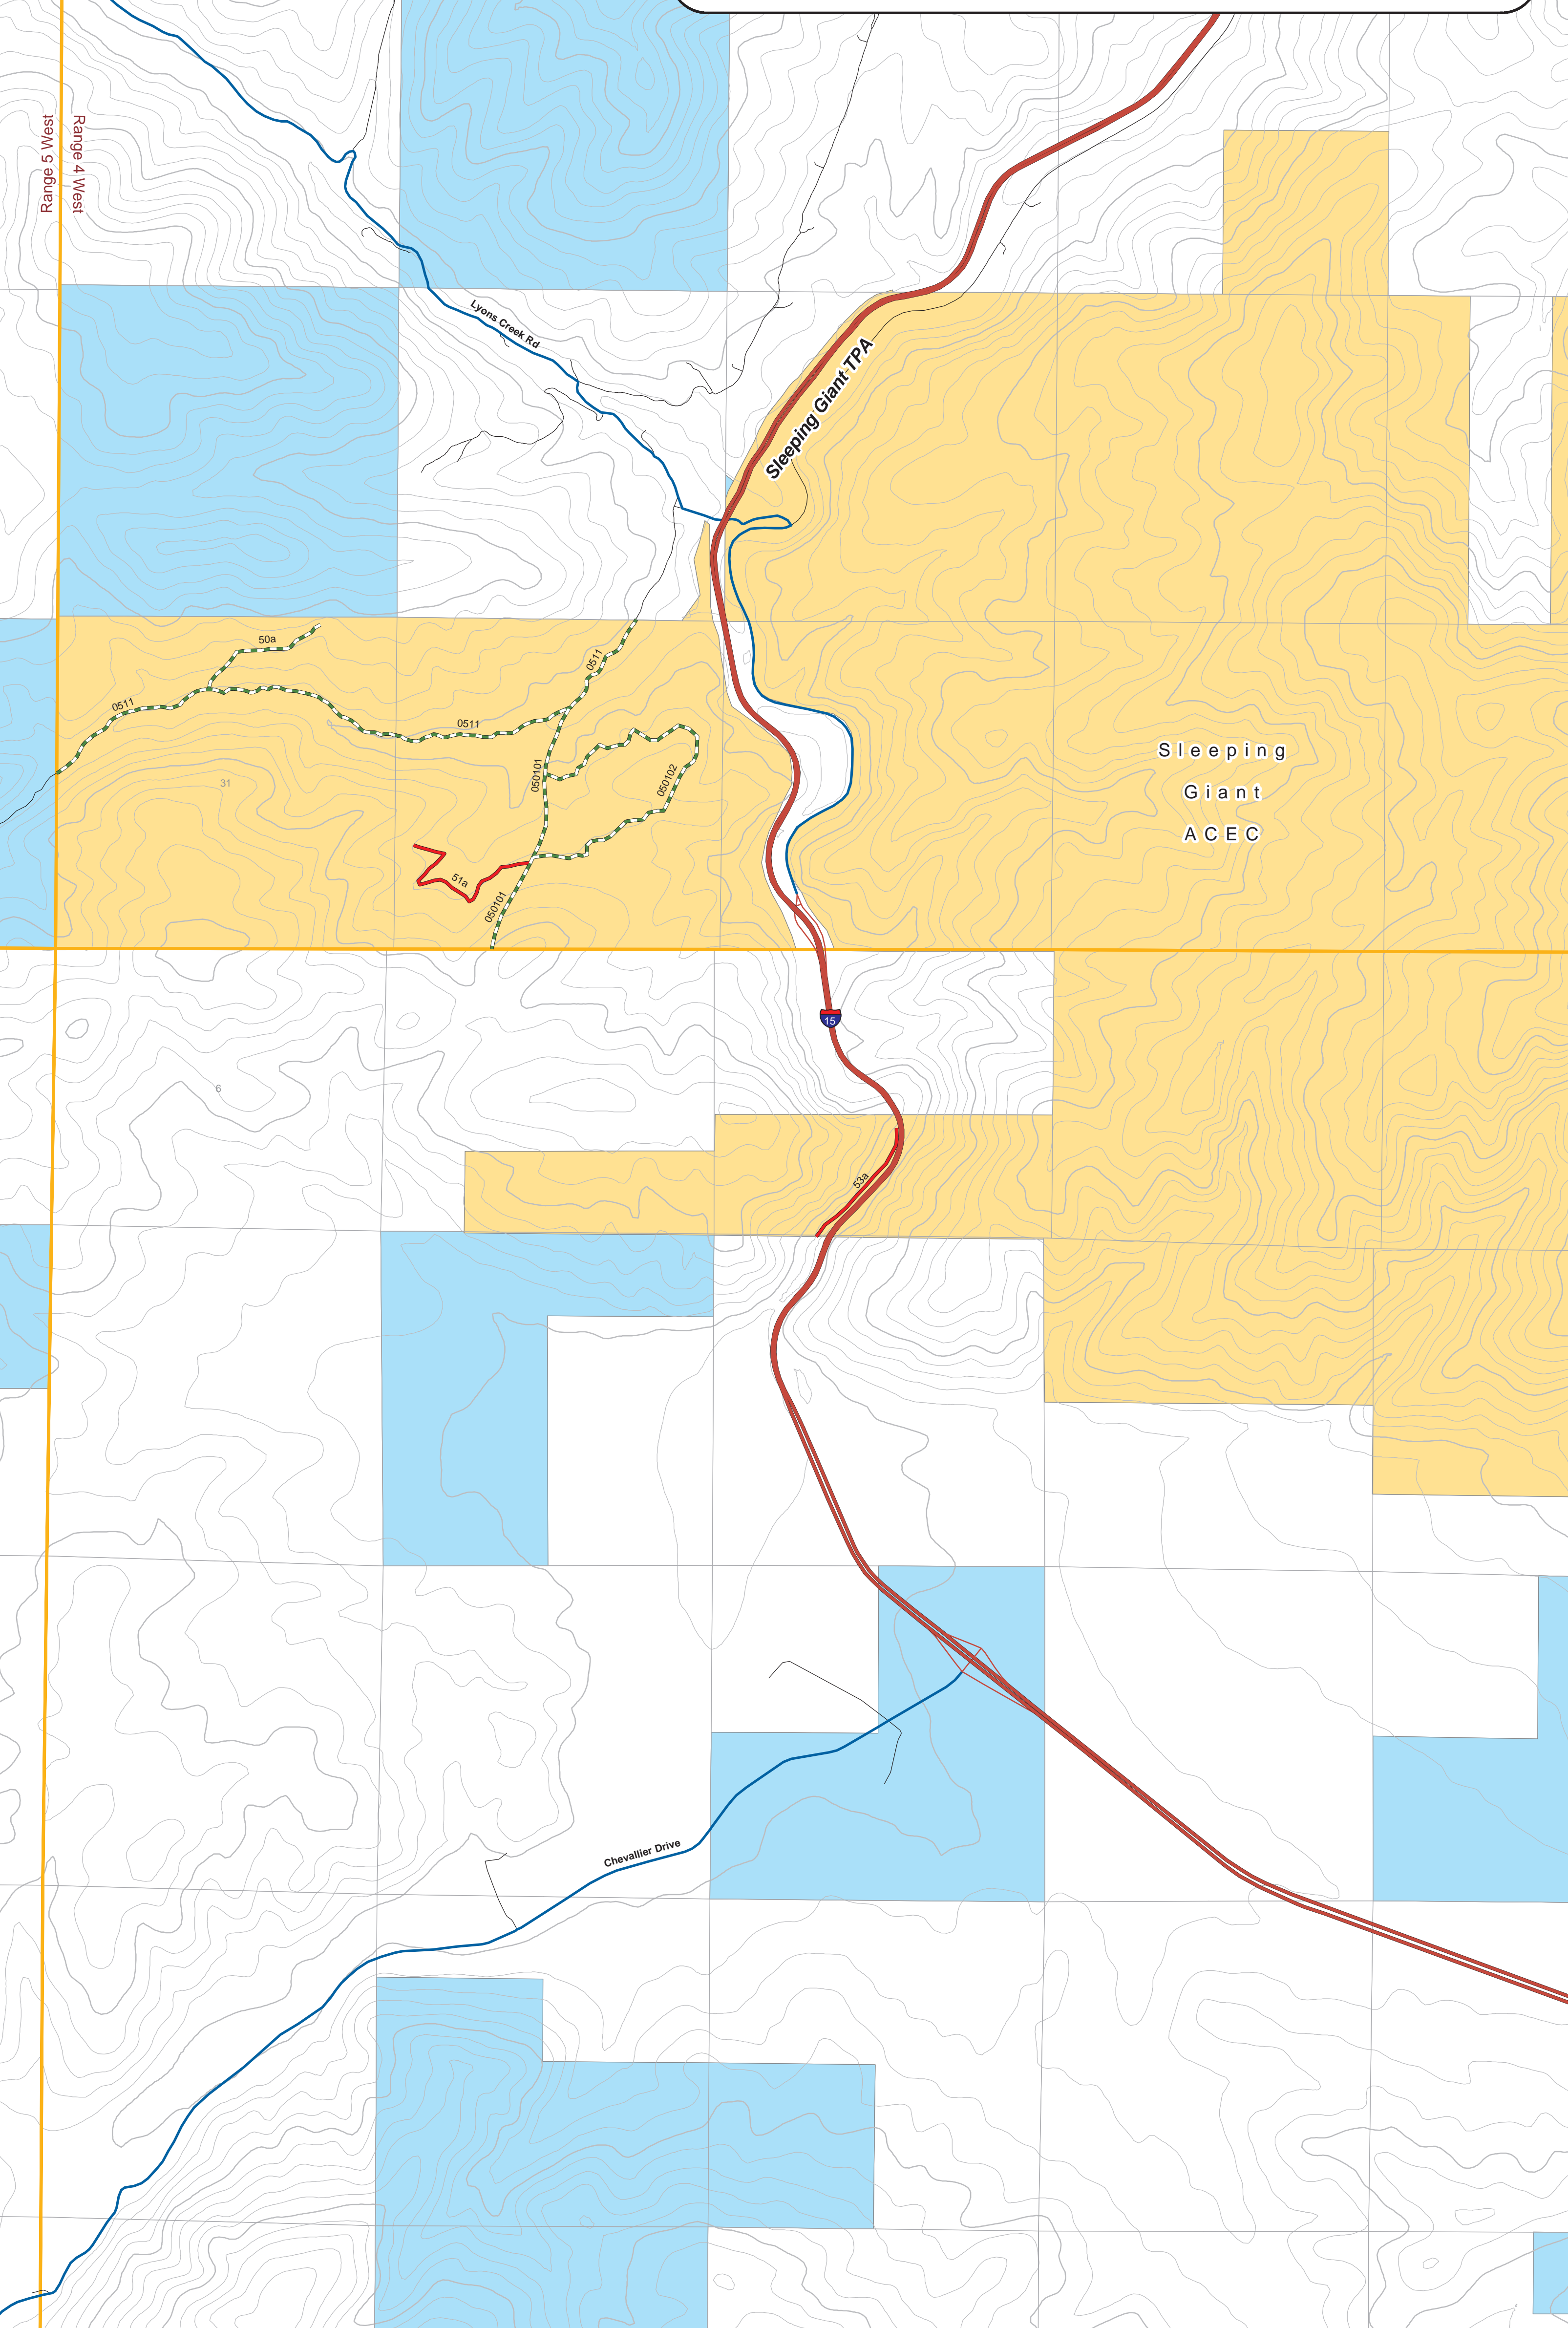 Range 5 West
Range 4 West
Lyons Creek Rd
Sleeping Giant TPA
50a
0511
0511
0511
050101
050102
31
51a
050101
Sleeping
Giant
ACEC
15
6
53a
Chevallier Drive